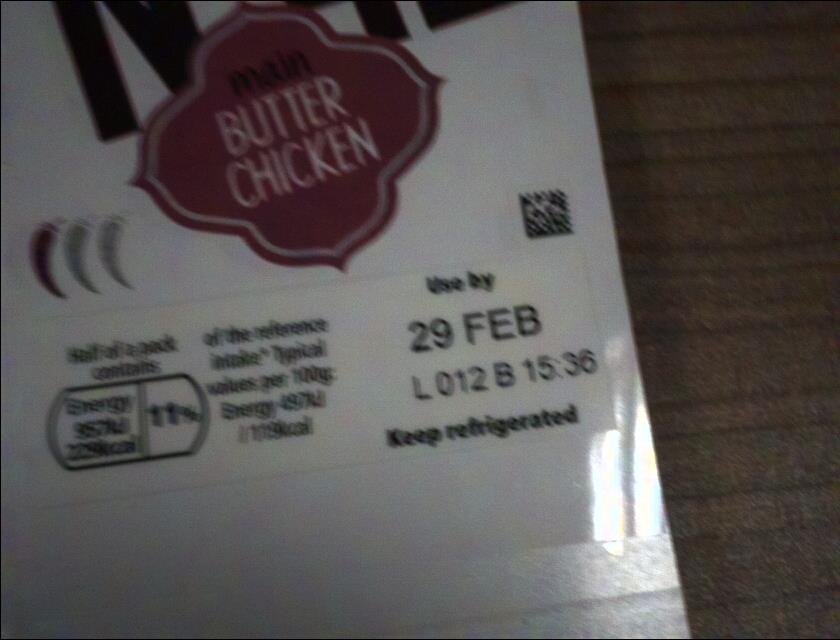 main
BUTTER
CHICKEN
Use by
29 FEB
L 012 B 15:36
Keep refrigerated
Half of a pack
contains
Energy
11%
229kcal
of the reference
intake* Typical
values per 100g:
Energy 497kJ
/ 119kcal